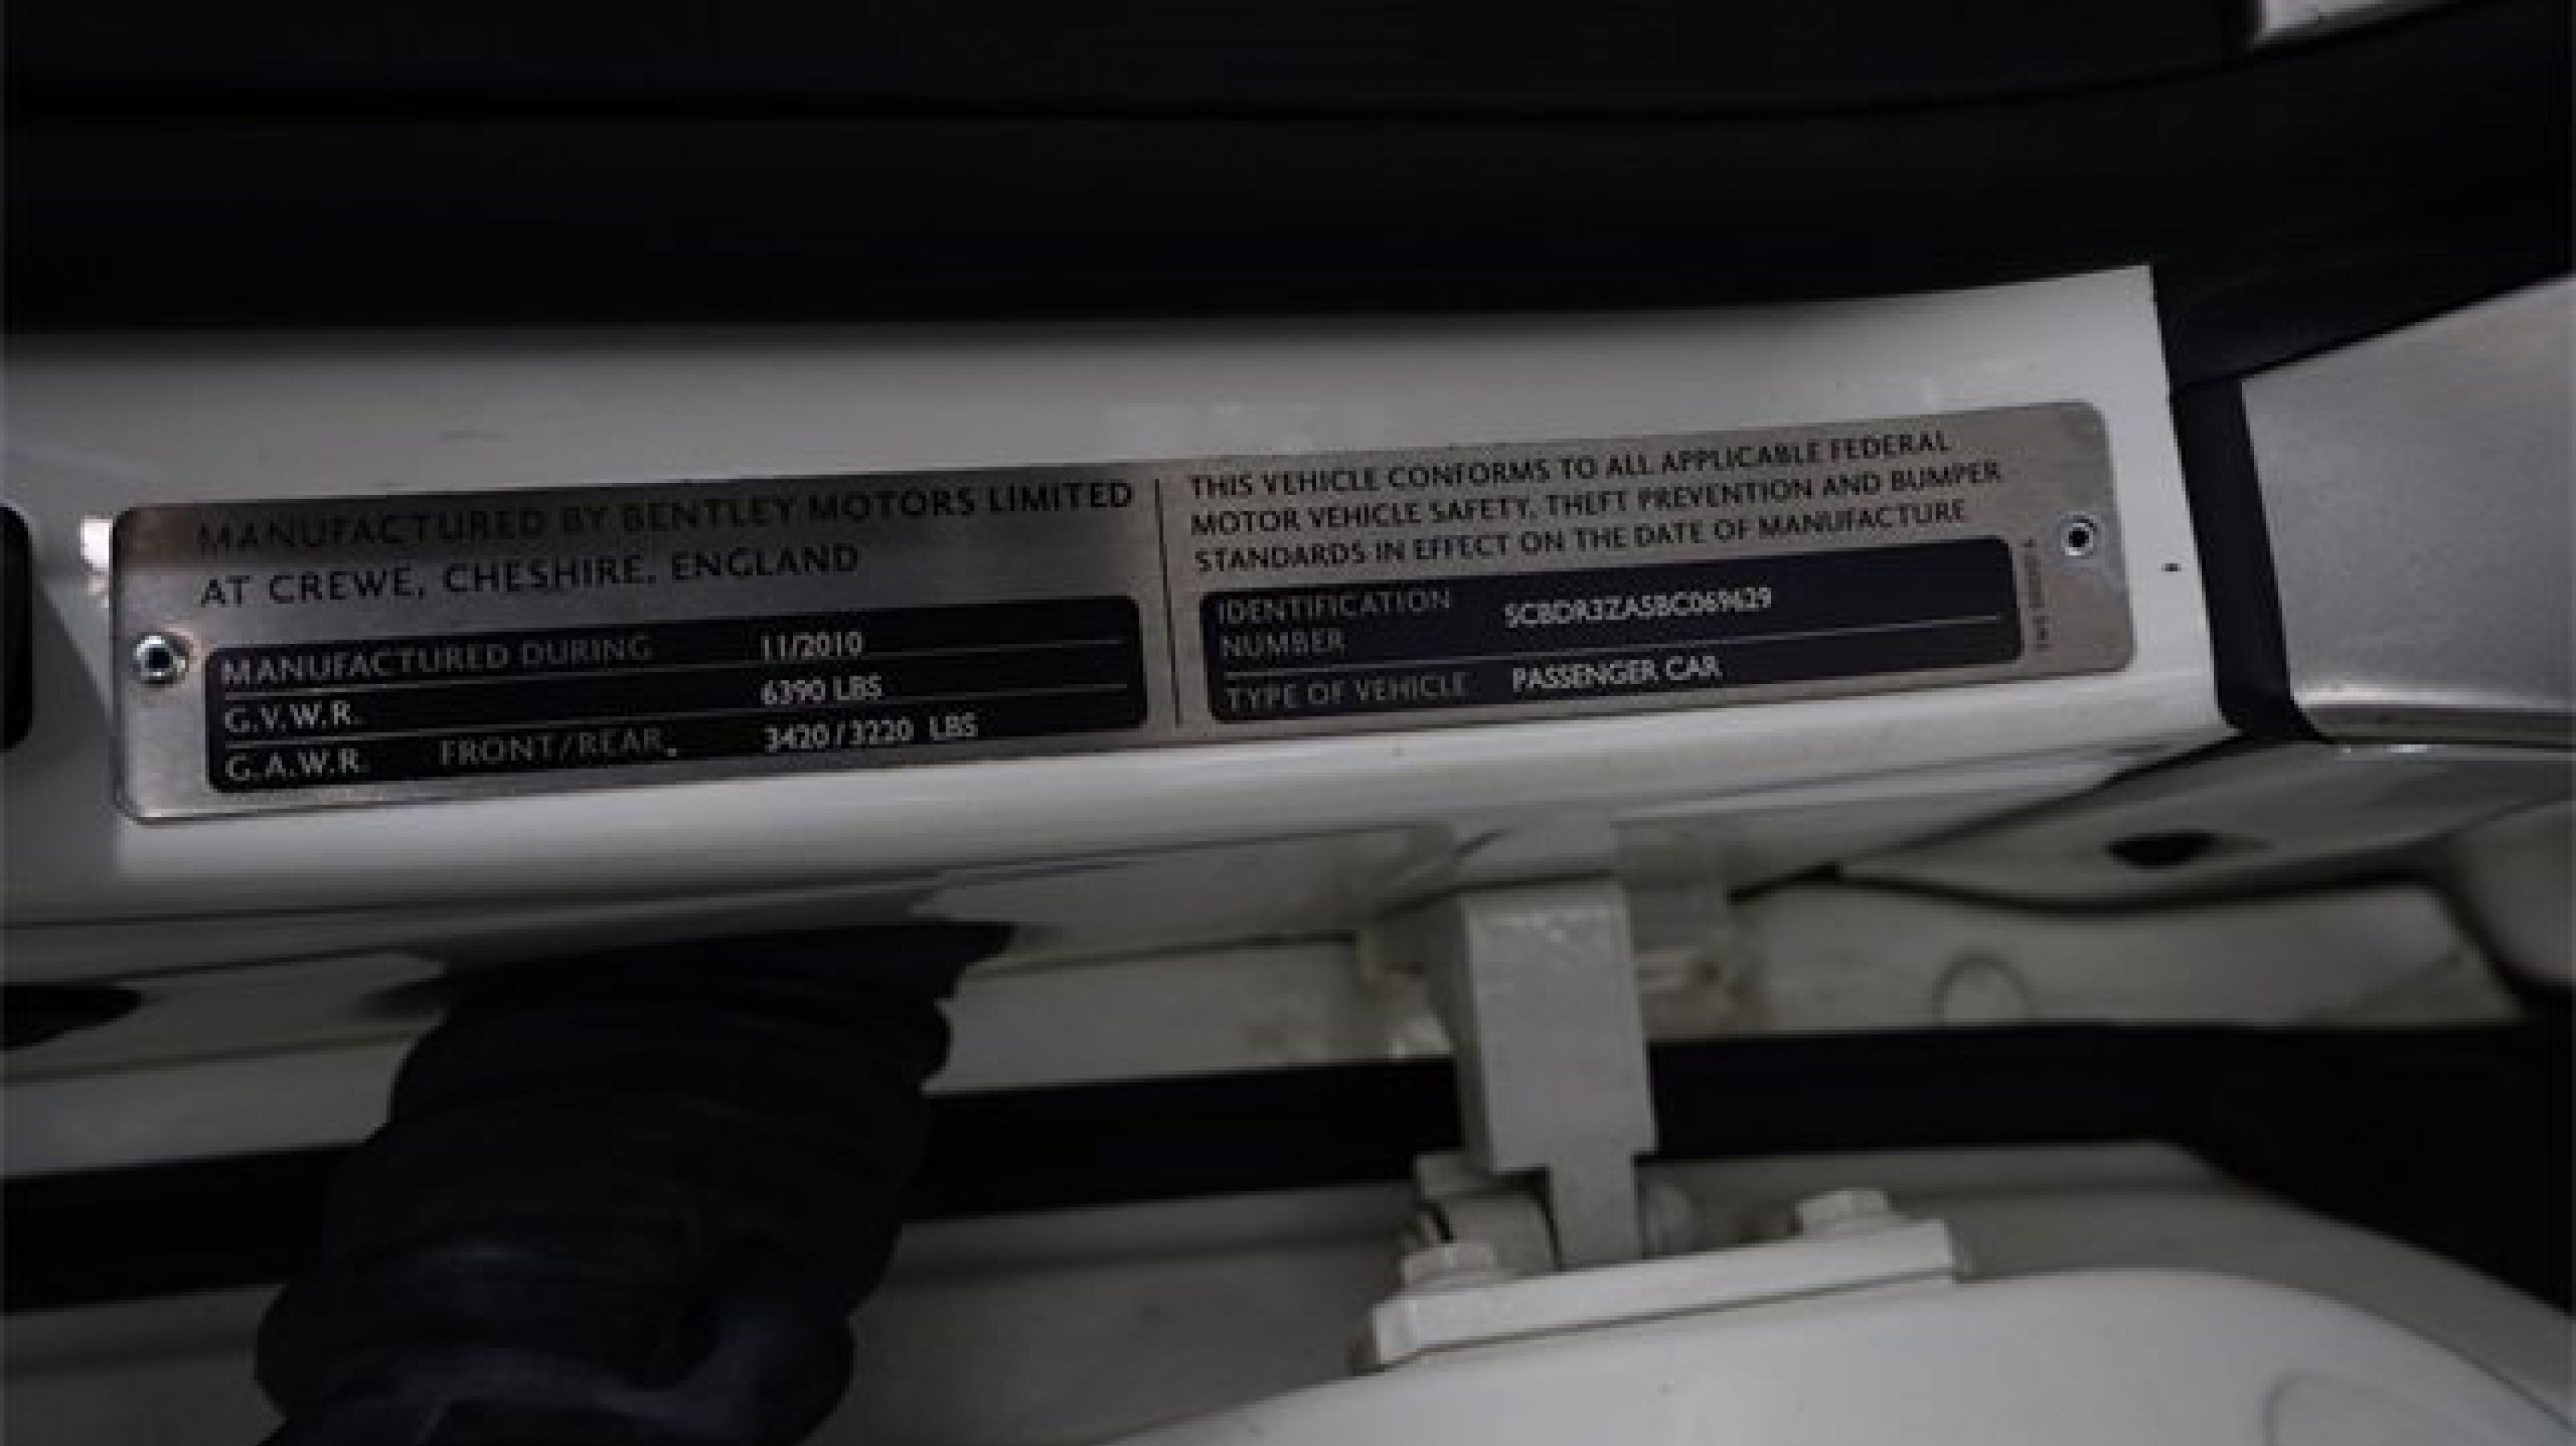 MANUFACTURED BY BENTLEY MOTORS LIMITED
AT CREWE, CHESHIRE, ENGLAND
MANUFACTURED DURING 11/2010
G.V.W.R. 6390 LBS
G.A.W.R. FRONT/REAR. 3420/3220 LBS
THIS VEHICLE CONFORMS TO ALL APPLICABLE FEDERAL
MOTOR VEHICLE SAFETY, THEFT PREVENTION AND BUMPER
STANDARDS IN EFFECT ON THE DATE OF MANUFACTURE
IDENTIFICATION
NUMBER SCBDR3ZA5BC069629
TYPE OF VEHICLE PASSENGER CAR